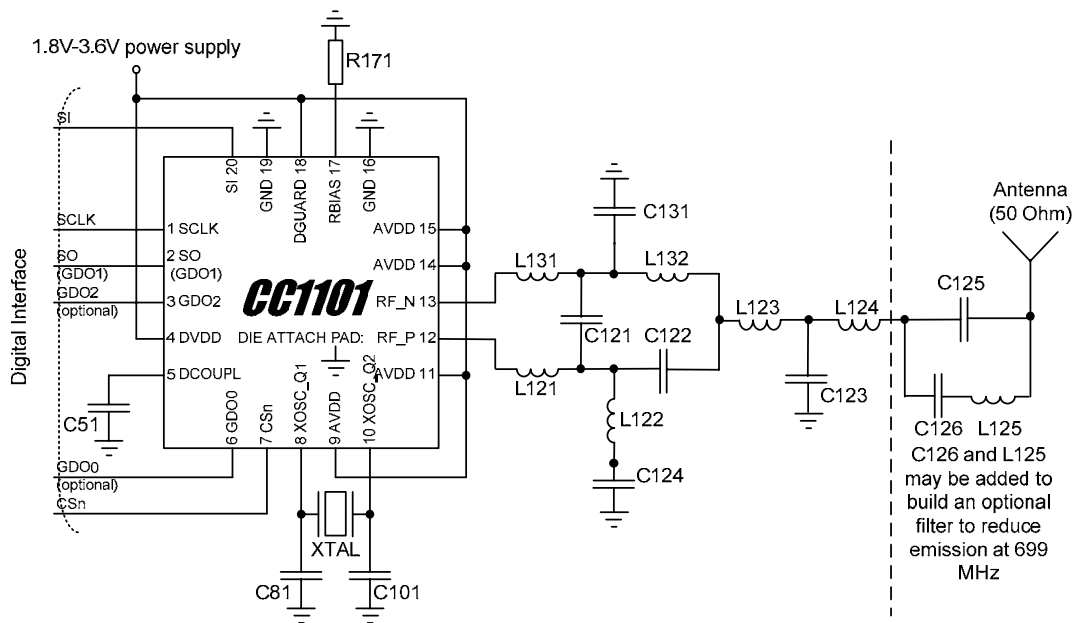 1.8V-3.6V power supply
R171
SI
SI 20
GND 19
DGUARD 18
RBIAS 17
GND 16
Digital Interface
SCLK
1 SCLK
SO
(GDO1)
2 SO
(GDO1)
GDO2
(optional)
3 GDO2
4 DVDD
5 DCOUPL
CC1101
DIE ATTACH PAD:
AVDD 15
AVDD 14
RF_N 13
RF_P 12
AVDD 11
6 GDO0
7 CSn
8 XOSC_Q1
9 AVDD
10 XOSC_Q2
C51
GDO0
(optional)
CSn
XTAL
C81
C101
C131
L131
L132
C121
C122
L121
L122
C124
L123
L124
C123
Antenna
(50 Ohm)
C125
C126
L125
C126 and L125
may be added to
build an optional
filter to reduce
emission at 699
MHz